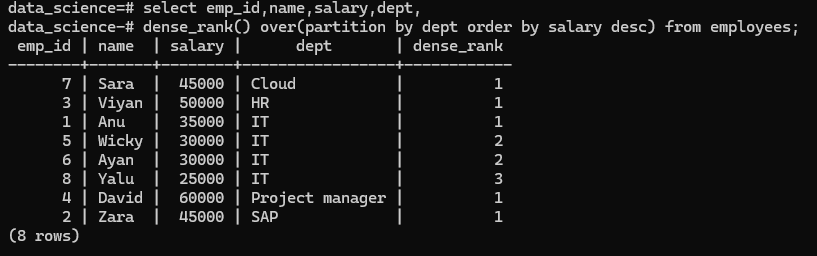 data_science=# select emp_id,name,salary,dept,
data_science-# dense_rank() over(partition by dept order by salary desc) from employees;
 emp_id | name  | salary |      dept       | dense_rank
--------+-------+--------+-----------------+------------
      7 | Sara  |  45000 | Cloud           |          1
      3 | Viyan |  50000 | HR              |          1
      1 | Anu   |  35000 | IT              |          1
      5 | Wicky |  30000 | IT              |          2
      6 | Ayan  |  30000 | IT              |          2
      8 | Yalu  |  25000 | IT              |          3
      4 | David |  60000 | Project manager |          1
      2 | Zara  |  45000 | SAP             |          1
(8 rows)